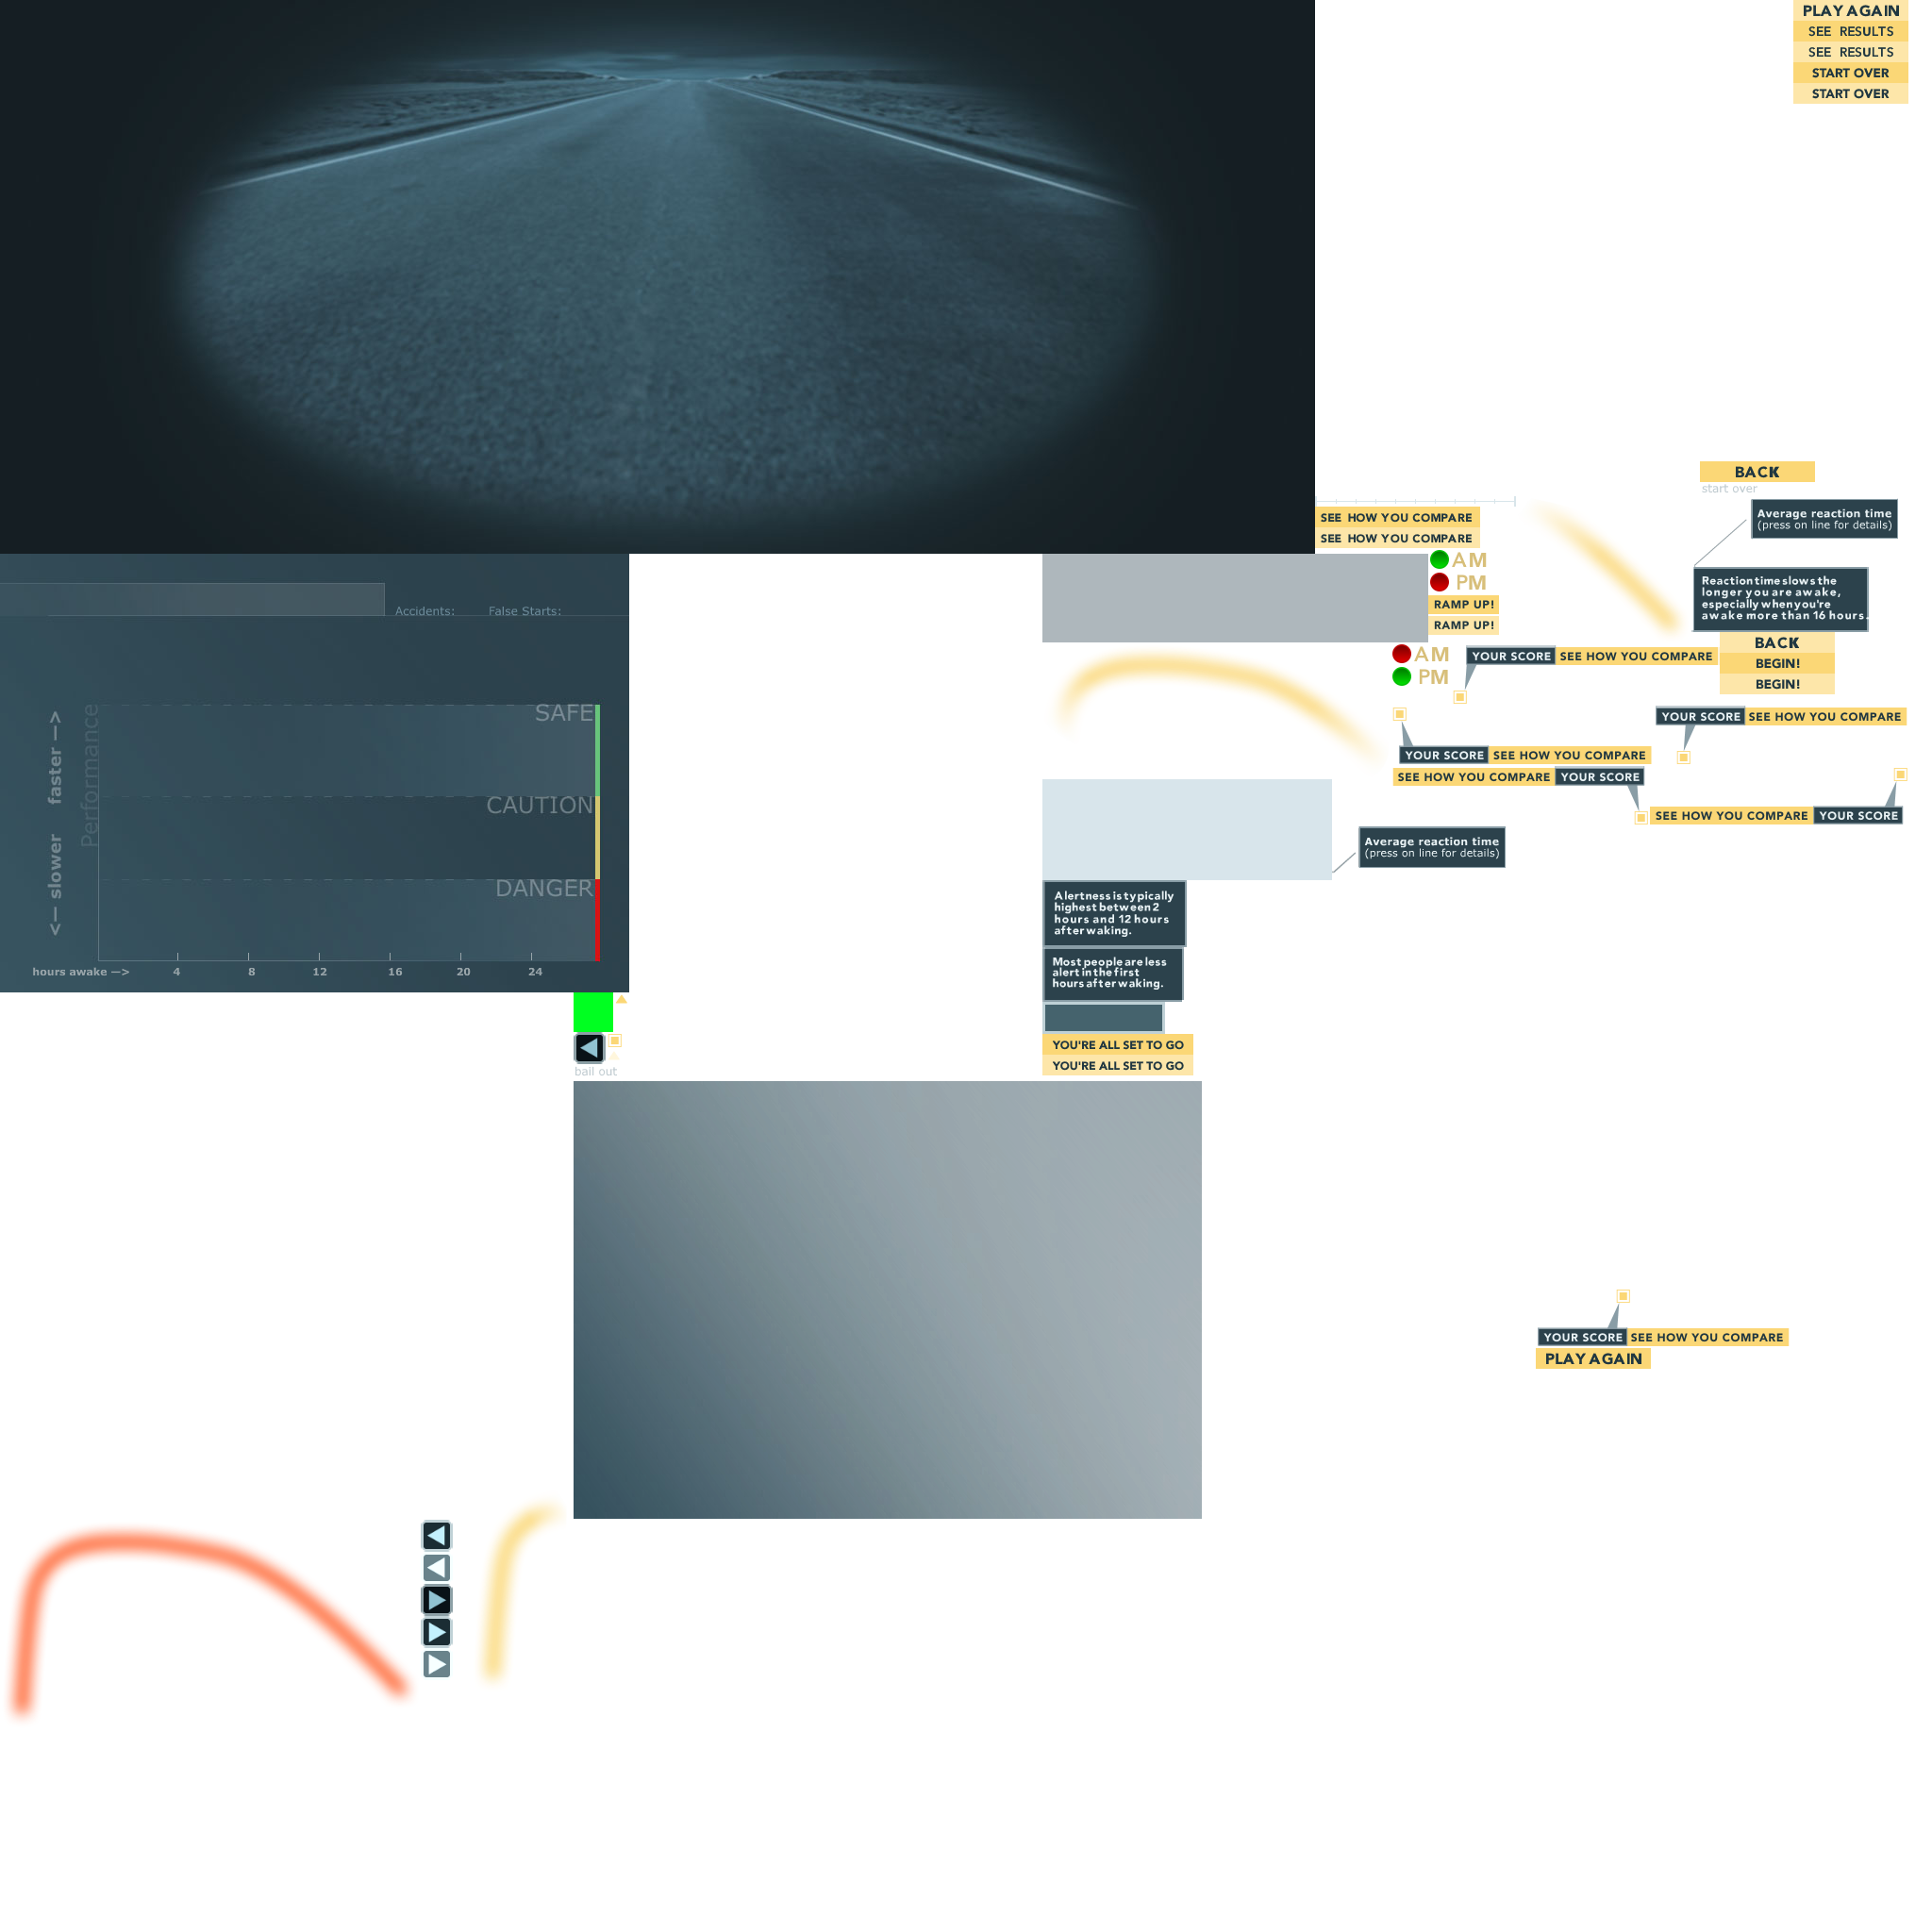 PLAY AGAIN
SEE RESULTS
SEE RESULTS
START OVER
START OVER
BACK
start over
Average reaction time
(press on line for details)
SEE HOW YOU COMPARE
SEE HOW YOU COMPARE
AM
PM
RAMP UP!
RAMP UP!
Reaction time slows the
longer you are awake,
especially when you're
awake more than 16 hours.
Accidents:
False Starts:
AM
PM
YOUR SCORE SEE HOW YOU COMPARE
BACK
BEGIN!
BEGIN!
YOUR SCORE SEE HOW YOU COMPARE
YOUR SCORE SEE HOW YOU COMPARE
SEE HOW YOU COMPARE YOUR SCORE
SEE HOW YOU COMPARE YOUR SCORE
<— slower faster —>
Performance
SAFE
CAUTION
DANGER
hours awake —> 4 8 12 16 20 24
Average reaction time
(press on line for details)
Alertness is typically
highest between 2
hours and 12 hours
after waking.
Most people are less
alert in the first
hours after waking.
YOU'RE ALL SET TO GO
YOU'RE ALL SET TO GO
bail out
YOUR SCORE SEE HOW YOU COMPARE
PLAY AGAIN